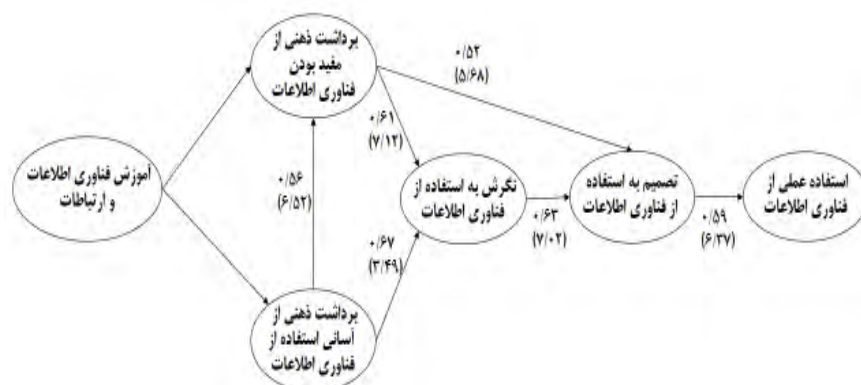 برداشت ذهنی از
مفید بودن
فناوری اطلاعات
۰/۵۲
(۵/۶۸)
۰/۶۱
(۷/۱۲)
آموزش فناوری اطلاعات
و ارتباطات
۰/۵۶
(۶/۵۲)
نگرش به استفاده از
فناوری اطلاعات
تصمیم به استفاده
از فناوری اطلاعات
استفاده عملی از
فناوری اطلاعات
۰/۶۳
(۷/۰۲)
۰/۵۹
(۶/۳۷)
۰/۶۷
(۳/۴۹)
برداشت ذهنی از
آسانی استفاده از
فناوری اطلاعات